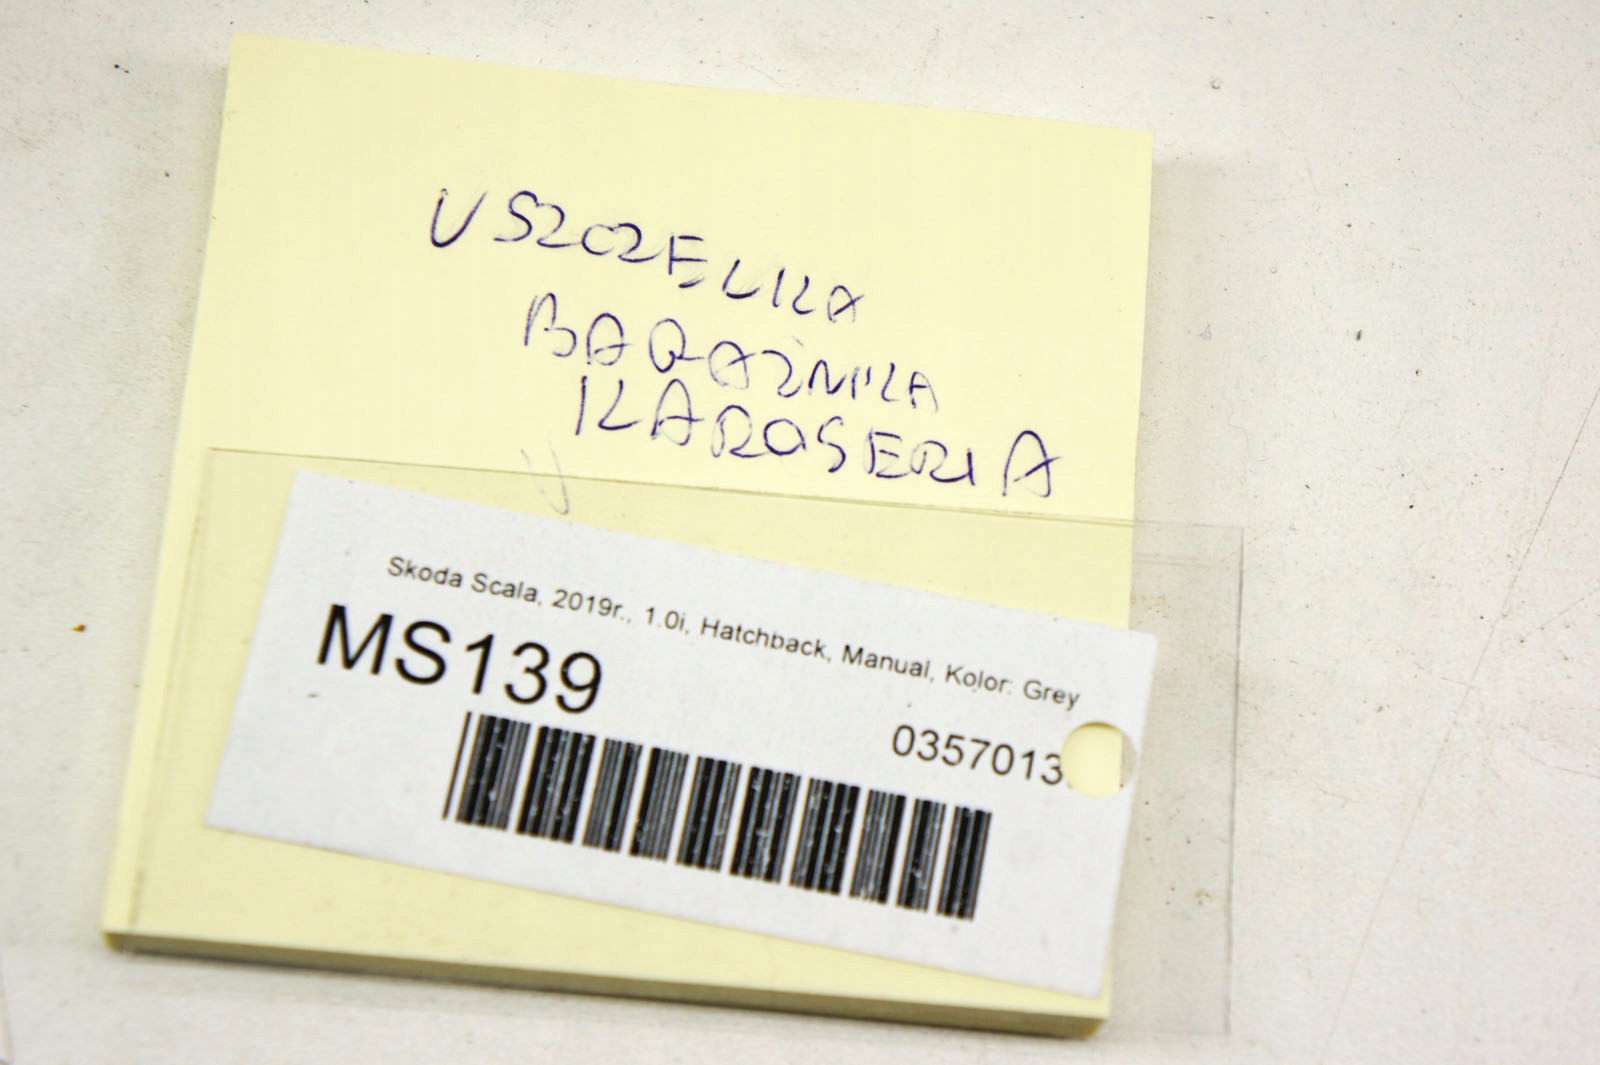 USZCZELKA
BAGAŻNIKA
KAROSERIA
Skoda Scala, 2019r., 1.0i, Hatchback, Manual, Kolor: Grey
MS139
0357013